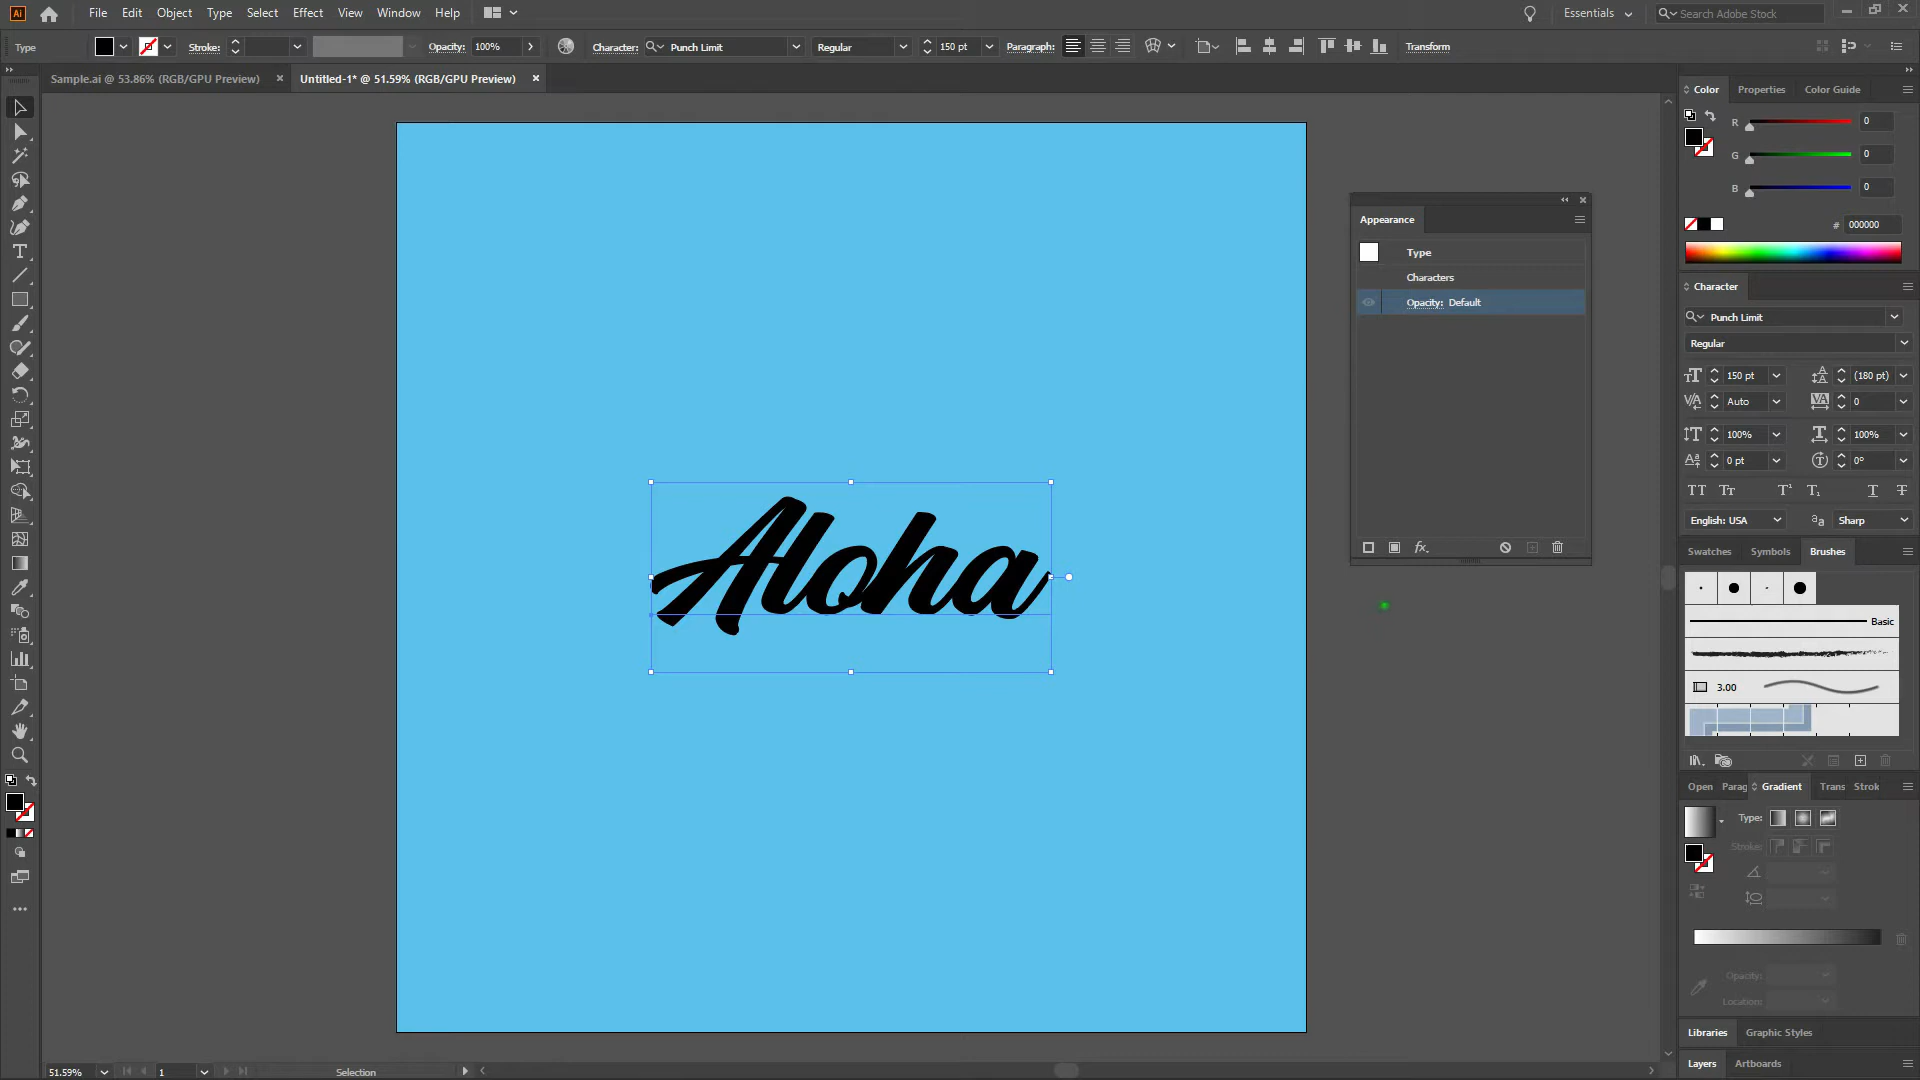 Ai File Edit Object Type Select Effect View Window Help Essentials Search Adobe Stock
Type Stroke: Opacity: 100% Character: Punch Limit Regular 150 pt Paragraph: Transform
Sample.ai @ 53.86% (RGB/GPU Preview) × Untitled-1* @ 51.59% (RGB/GPU Preview) ×
Color Properties Color Guide
R 0
G 0
B 0
# 000000
Appearance
Type
Characters
Opacity: Default
fx.
Character
Punch Limit
Regular
150 pt (180 pt)
Auto 0
100% 100%
0 pt 0°
English: USA Sharp
Swatches Symbols Brushes
Basic
3.00
Aloha
Open Parag Gradient Trans Strok
Type:
Stroke:
Opacity:
Location:
Libraries Graphic Styles
Layers Artboards
51.59% 1 Selection